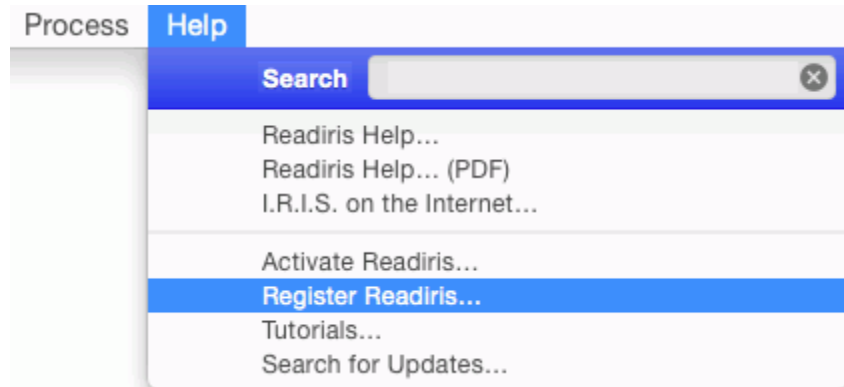 Process Help
Search
Readiris Help...
Readiris Help... (PDF)
I.R.I.S. on the Internet...
Activate Readiris...
Register Readiris...
Tutorials...
Search for Updates...